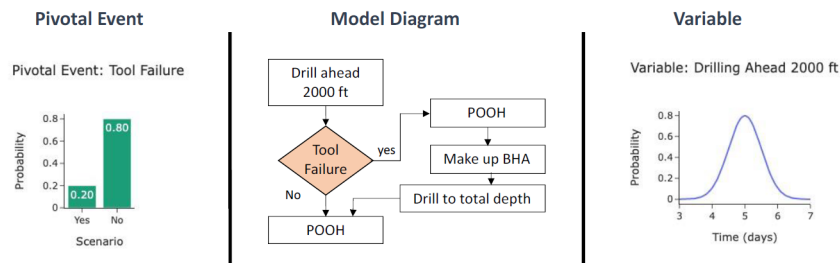 Pivotal Event
Model Diagram
Variable
Pivotal Event: Tool Failure
Probability
0.8
0.6
0.4
0.2
0
0.20
0.80
Yes
No
Scenario
Drill ahead
2000 ft
Tool
Failure
yes
No
POOH
Make up BHA
Drill to total depth
POOH
Variable: Drilling Ahead 2000 ft
Probability
0.8
0.6
0.4
0.2
0
3
4
5
6
7
Time (days)